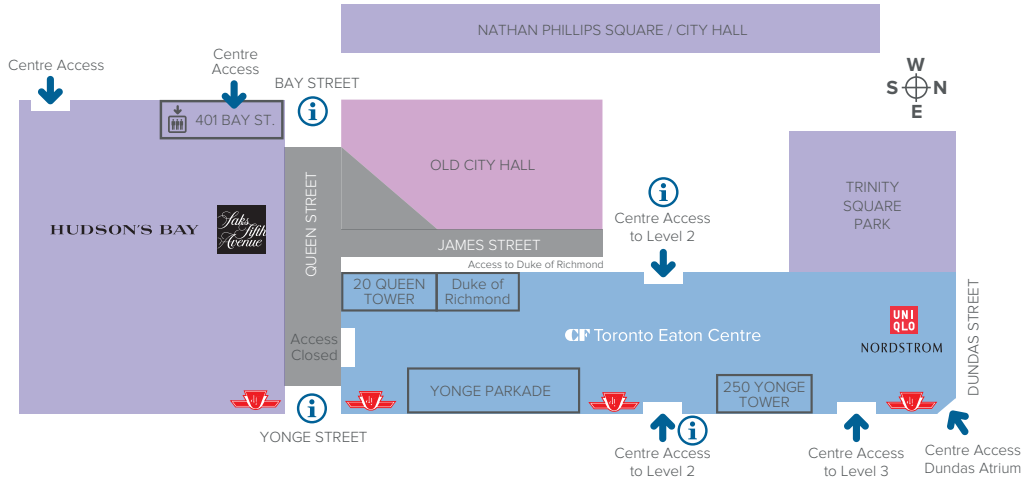 NATHAN PHILLIPS SQUARE / CITY HALL
Centre Access
Centre
Access
BAY STREET
W
S N
E
401 BAY ST.
OLD CITY HALL
TRINITY
SQUARE
PARK
HUDSON'S BAY
Saks
Fifth
Avenue
QUEEN STREET
Centre Access
to Level 2
JAMES STREET
Access to Duke of Richmond
20 QUEEN
TOWER
Duke of
Richmond
CF Toronto Eaton Centre
UNI
QLO
NORDSTROM
DUNDAS STREET
Access
Closed
YONGE PARKADE
250 YONGE
TOWER
YONGE STREET
Centre Access
to Level 2
Centre Access
to Level 3
Centre Access
Dundas Atrium